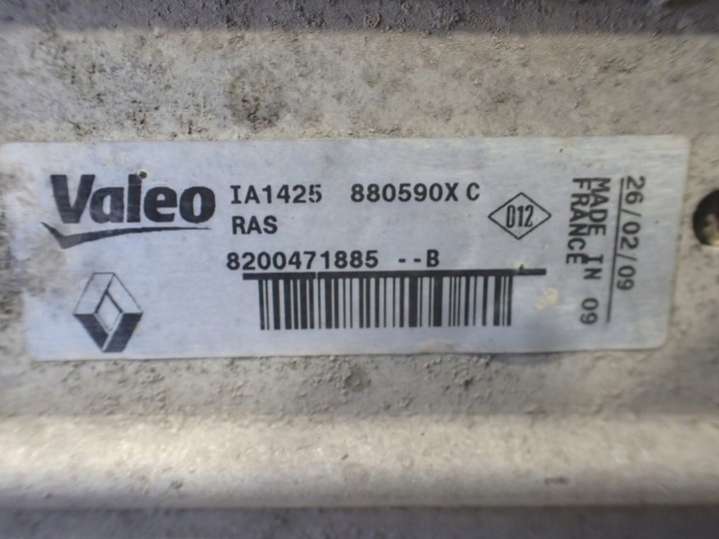 Valeo IA1425 880590X C
RAS
D12
8200471885 --B
26/02/09
MADE IN 09
FRANCE